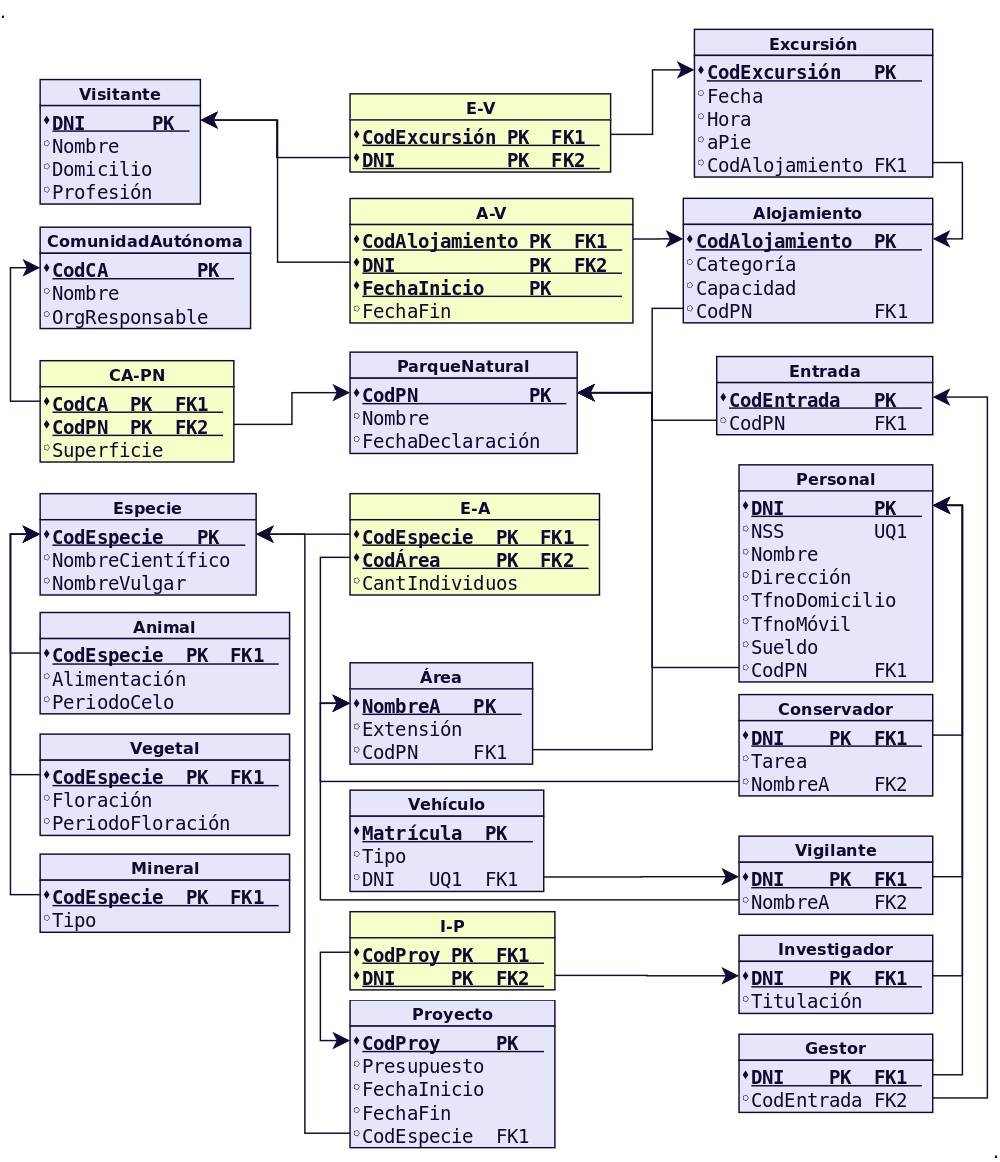 Visitante
DNI PK
Nombre
Domicilio
Profesión
E-V
CodExcursión PK FK1
DNI PK FK2
Excursión
CodExcursión PK
Fecha
Hora
aPie
CodAlojamiento FK1
ComunidadAutónoma
CodCA PK
Nombre
OrgResponsable
A-V
CodAlojamiento PK FK1
DNI PK FK2
FechaInicio PK
FechaFin
Alojamiento
CodAlojamiento PK
Categoría
Capacidad
CodPN FK1
CA-PN
CodCA PK FK1
CodPN PK FK2
Superficie
ParqueNatural
CodPN PK
Nombre
FechaDeclaración
Entrada
CodEntrada PK
CodPN FK1
Especie
CodEspecie PK
NombreCientífico
NombreVulgar
E-A
CodEspecie PK FK1
CodÁrea PK FK2
CantIndividuos
Personal
DNI PK
NSS UQ1
Nombre
Dirección
TfnoDomicilio
TfnoMóvil
Sueldo
CodPN FK1
Animal
CodEspecie PK FK1
Alimentación
PeriodoCelo
Área
NombreA PK
Extensión
CodPN FK1
Conservador
DNI PK FK1
Tarea
NombreA FK2
Vegetal
CodEspecie PK FK1
Floración
PeriodoFloración
Vehículo
Matrícula PK
Tipo
DNI UQ1 FK1
Vigilante
DNI PK FK1
NombreA FK2
Mineral
CodEspecie PK FK1
Tipo
I-P
CodProy PK FK1
DNI PK FK2
Investigador
DNI PK FK1
Titulación
Proyecto
CodProy PK
Presupuesto
FechaInicio
FechaFin
CodEspecie FK1
Gestor
DNI PK FK1
CodEntrada FK2